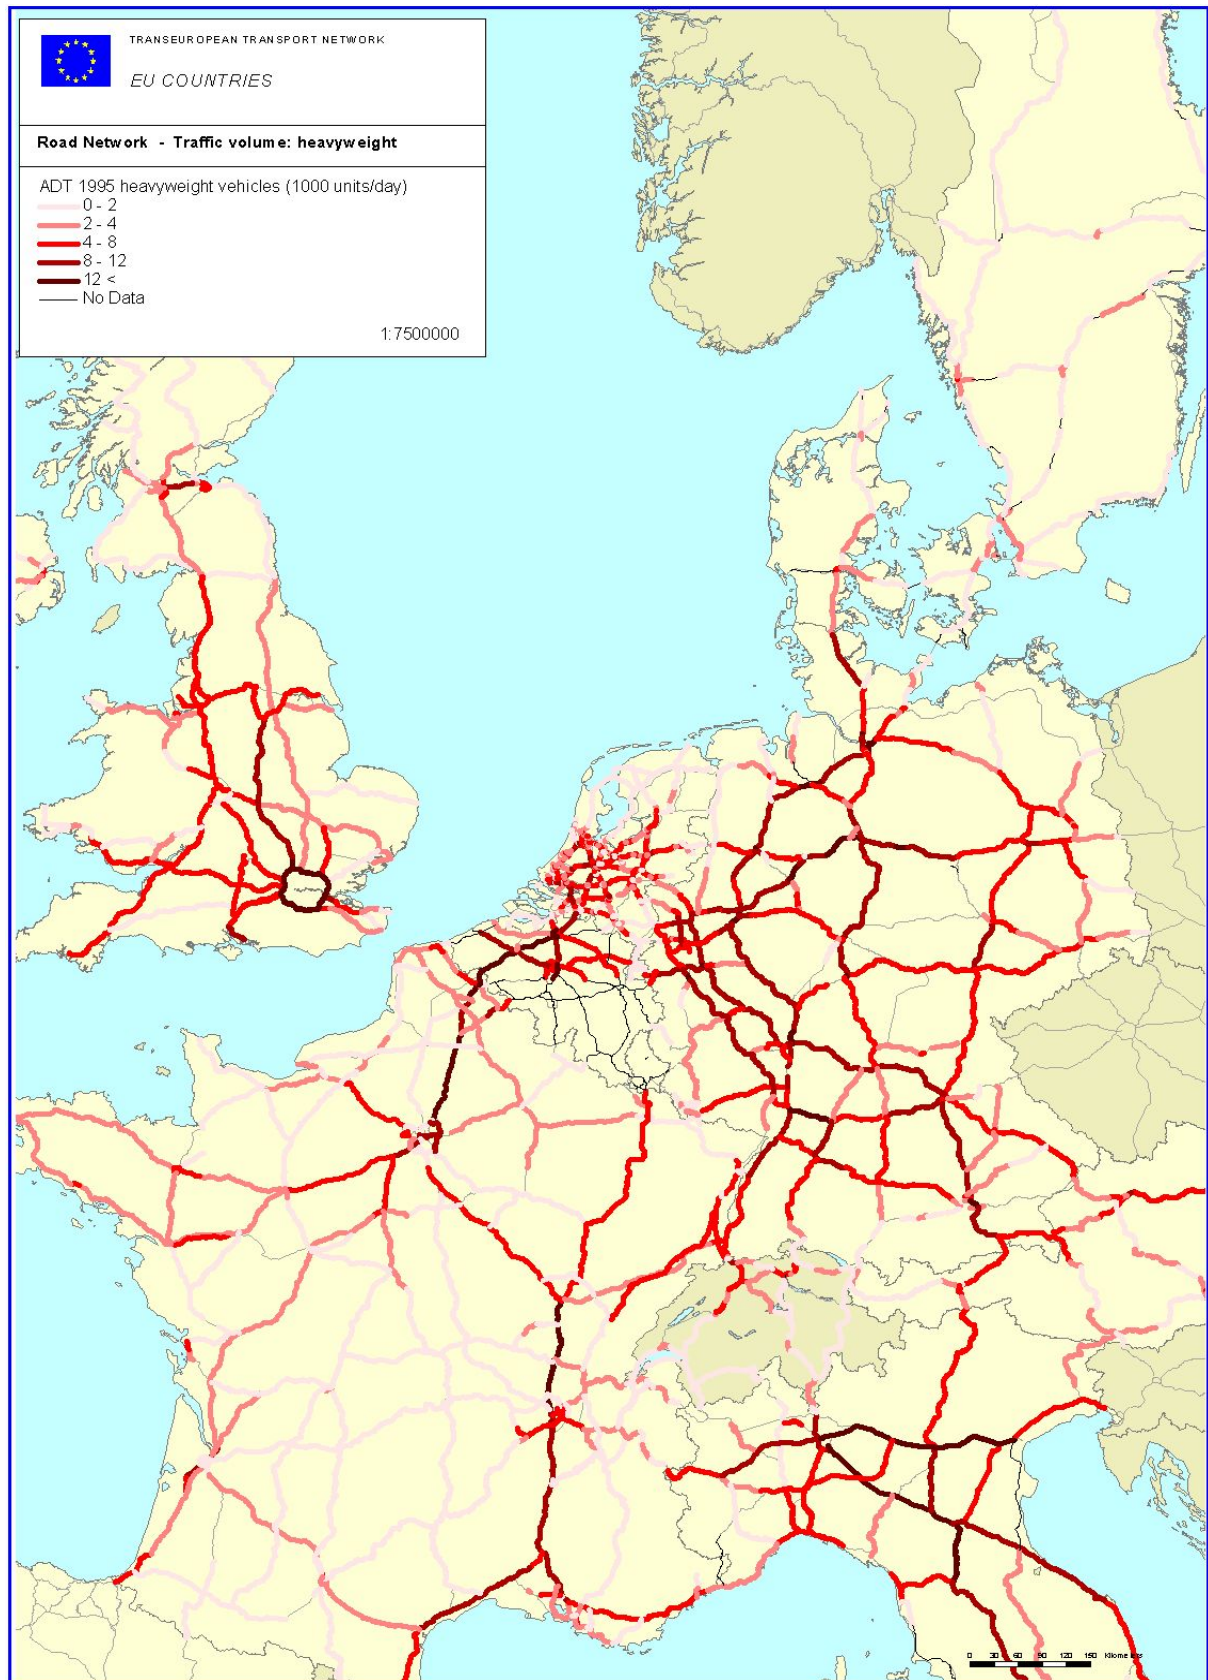 TRANSEUROPEAN TRANSPORT NETWORK
EU COUNTRIES
Road Network - Traffic volume: heavyweight
ADT 1995 heavyweight vehicles (1000 units/day)
0 - 2
2 - 4
4 - 8
8 - 12
12 <
No Data
1:7500000
0 30 60 90 120 150